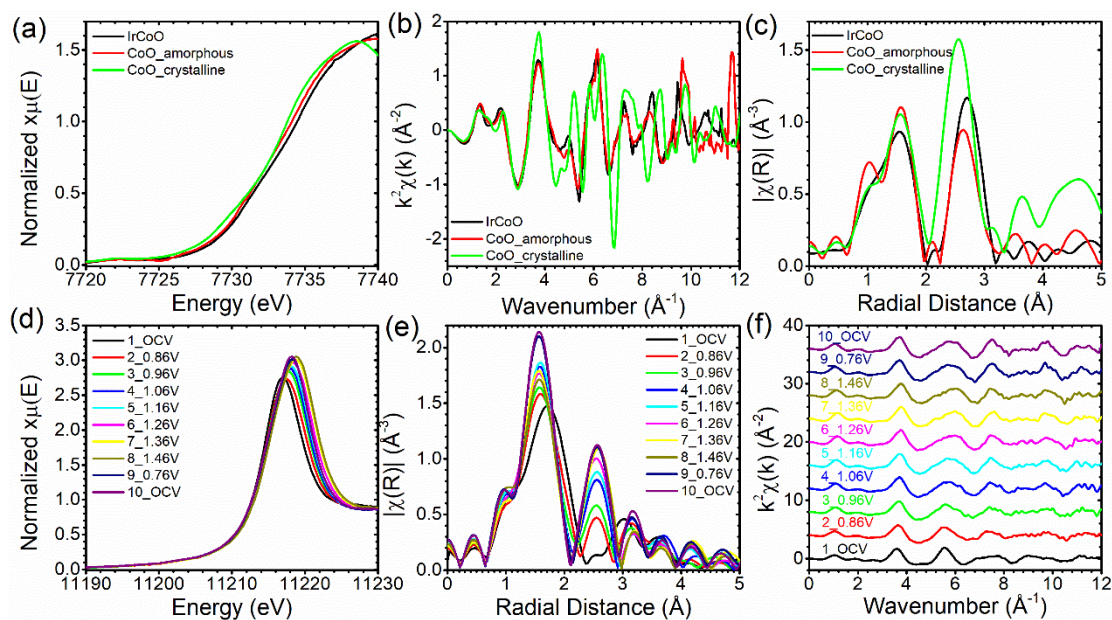 (a)
IrCoO
CoO_amorphous
CoO_crystalline
Normalized xμ(E)
1.5
1.0
0.5
0.0
7720 7725 7730 7735 7740
Energy (eV)
(b)
2
1
0
-1
-2
k²χ(k) (Å⁻²)
IrCoO
CoO_amorphous
CoO_crystalline
0 2 4 6 8 10 12
Wavenumber (Å⁻¹)
(c)
IrCoO
CoO_amorphous
CoO_crystalline
|χ(R)| (Å⁻³)
1.5
1.0
0.5
0.0
0 1 2 3 4 5
Radial Distance (Å)
(d)
1_OCV
2_0.86V
3_0.96V
4_1.06V
5_1.16V
6_1.26V
7_1.36V
8_1.46V
9_0.76V
10_OCV
Normalized xμ(E)
3.5
3.0
2.5
2.0
1.5
1.0
0.5
0.0
11190 11200 11210 11220 11230
Energy (eV)
(e)
1_OCV
2_0.86V
3_0.96V
4_1.06V
5_1.16V
6_1.26V
7_1.36V
8_1.46V
9_0.76V
10_OCV
|χ(R)| (Å⁻³)
2.0
1.5
1.0
0.5
0.0
0 1 2 3 4 5
Radial Distance (Å)
(f)
40
30
20
10
0
k²χ(k) (Å⁻²)
10_OCV
9_0.76V
8_1.46V
7_1.36V
6_1.26V
5_1.16V
4_1.06V
3_0.96V
2_0.86V
1_OCV
0 2 4 6 8 10 12
Wavenumber (Å⁻¹)